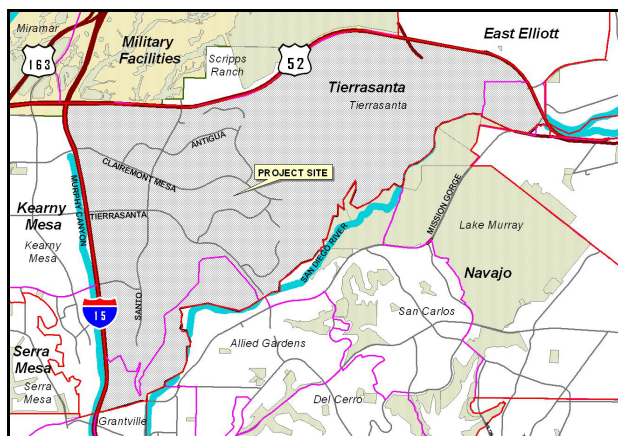 Miramar
163
Military
Facilities
Scripps
Ranch
52
East Elliott
Tierrasanta
Tierrasanta
ANTIGUA
CLAIREMONT MESA
PROJECT SITE
MURPHY CANYON
TIERRASANTA
Kearny
Mesa
Kearny
Mesa
SAN DIEGO RIVER
MISSION GORGE
Lake Murray
Navajo
SANTO
15
San Carlos
Serra
Mesa
Serra
Mesa
Allied Gardens
Del Cerro
Grantville